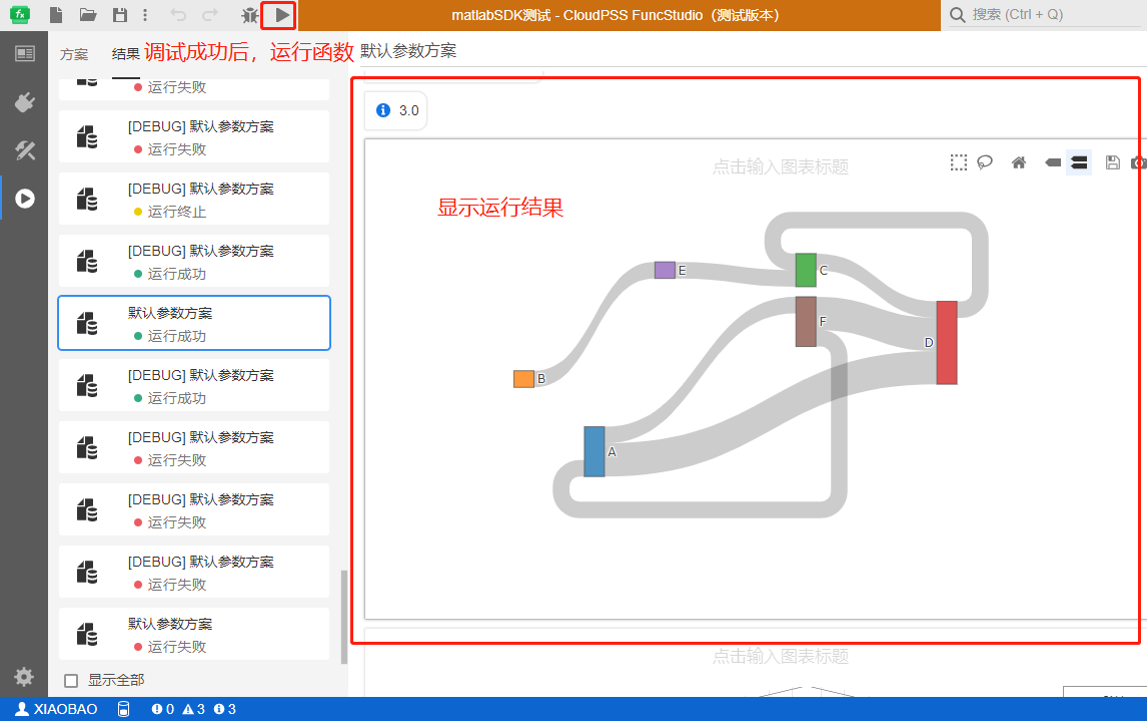 fx
matlabSDK测试 - CloudPSS FuncStudio（测试版本）
搜索 (Ctrl + Q)
方案
结果
调试成功后，运行函数
默认参数方案
运行失败
[DEBUG] 默认参数方案
运行失败
[DEBUG] 默认参数方案
运行终止
[DEBUG] 默认参数方案
运行成功
默认参数方案
运行成功
[DEBUG] 默认参数方案
运行成功
[DEBUG] 默认参数方案
运行失败
[DEBUG] 默认参数方案
运行失败
[DEBUG] 默认参数方案
运行失败
默认参数方案
运行失败
显示全部
3.0
点击输入图表标题
显示运行结果
E
C
F
D
B
A
点击输入图表标题
XIAOBAO
0
3
3